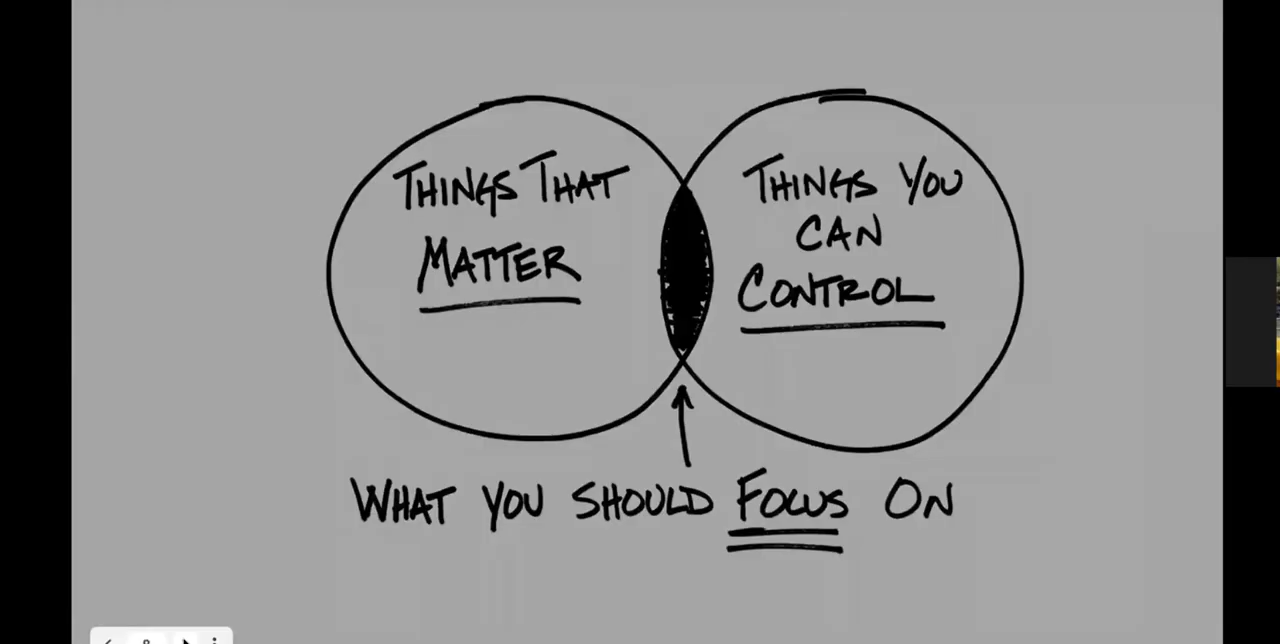 THINGS THAT
MATTER
THINGS YOU
CAN
CONTROL
WHAT YOU SHOULD FOCUS ON